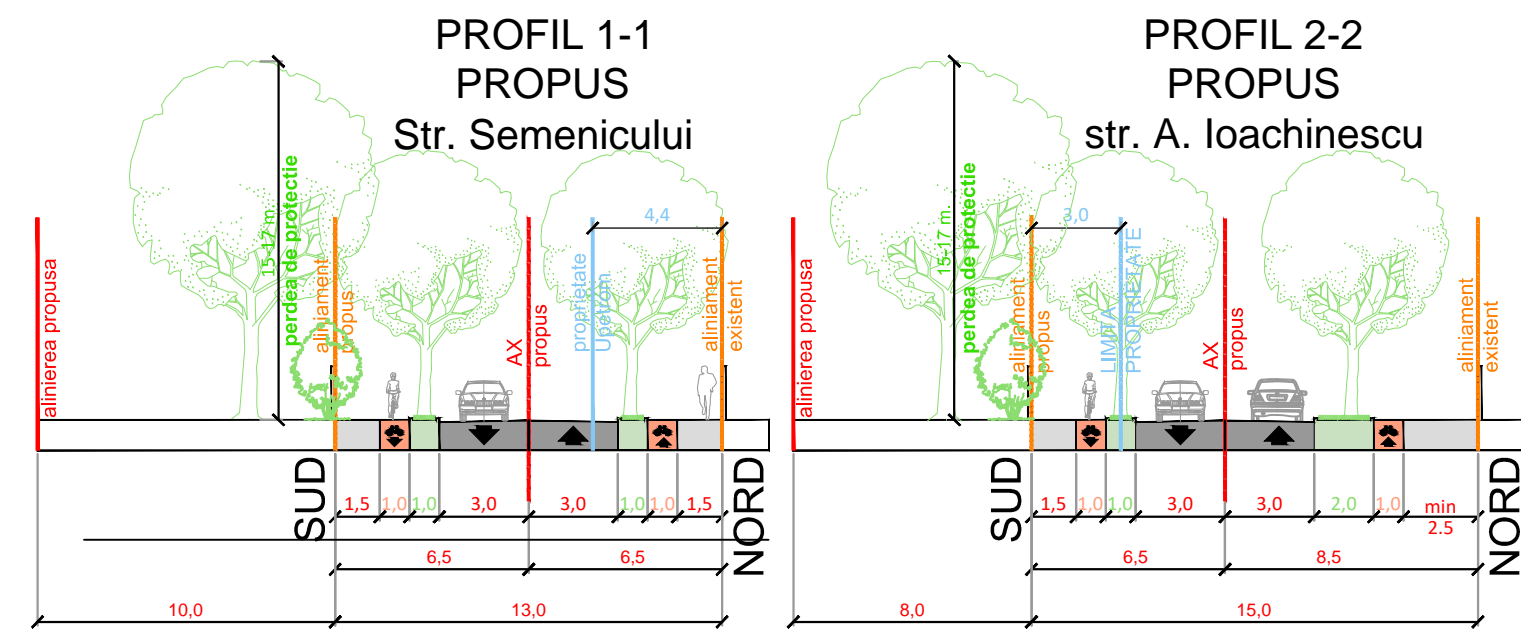 PROFIL 1-1
PROPUS
Str. Semenicului
15-17 m.
perdea de protectie
4,4
alinierea propusa
aliniament
propus
AX
propus
proprietate
Upetrom
aliniament
existent
SUD
NORD
1,5 1,0 1,0 3,0 3,0 1,0 1,0 1,5
6,5 6,5
10,0 13,0
PROFIL 2-2
PROPUS
str. A. Ioachinescu
15-17 m.
perdea de protectie
3,0
alinierea propusa
aliniament
propus
LIMITA
PROPRIETATE
AX
propus
aliniament
existent
SUD
NORD
1,5 1,0 1,0 3,0 3,0 2,0 1,0 min
2.5
6,5 8,5
8,0 15,0